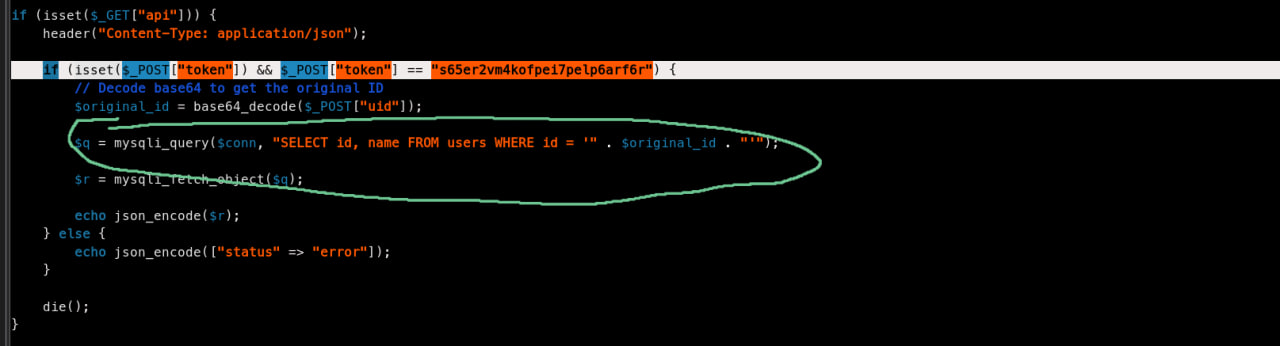 if (isset($_GET["api"])) {
header("Content-Type: application/json");
if (isset($_POST["token"]) && $_POST["token"] == "s65er2vm4kofpei7pelp6arf6r") {
// Decode base64 to get the original ID
$original_id = base64_decode($_POST["uid"]);
$q = mysqli_query($conn, "SELECT id, name FROM users WHERE id = '" . $original_id . "'");
$r = mysqli_fetch_object($q);
echo json_encode($r);
} else {
echo json_encode(["status" => "error"]);
}
die();
}